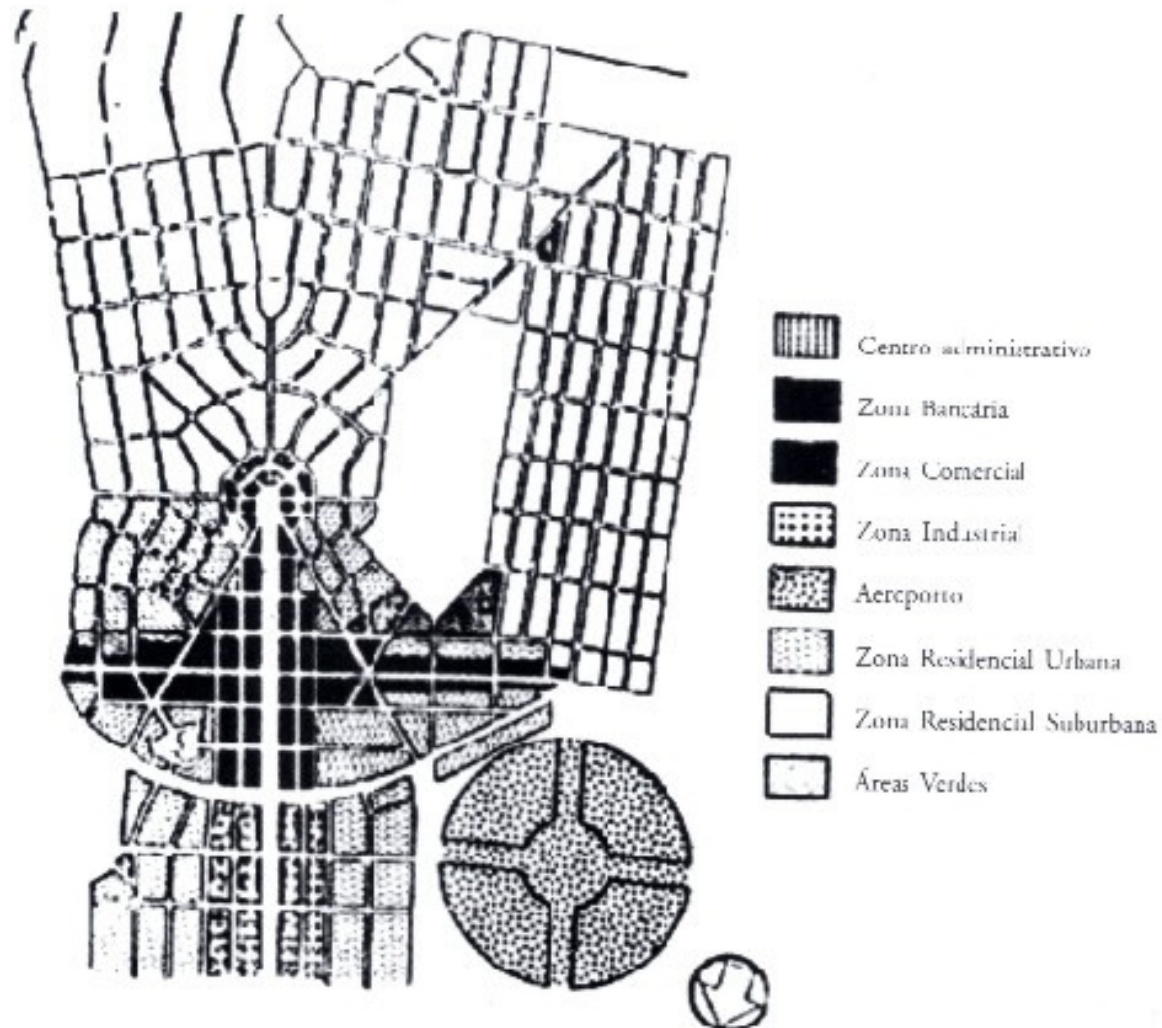 Centro administrativo
Zona Bancária
Zona Comercial
Zona Industrial
Aeroporto
Zona Residencial Urbana
Zona Residencial Suburbana
Áreas Verdes